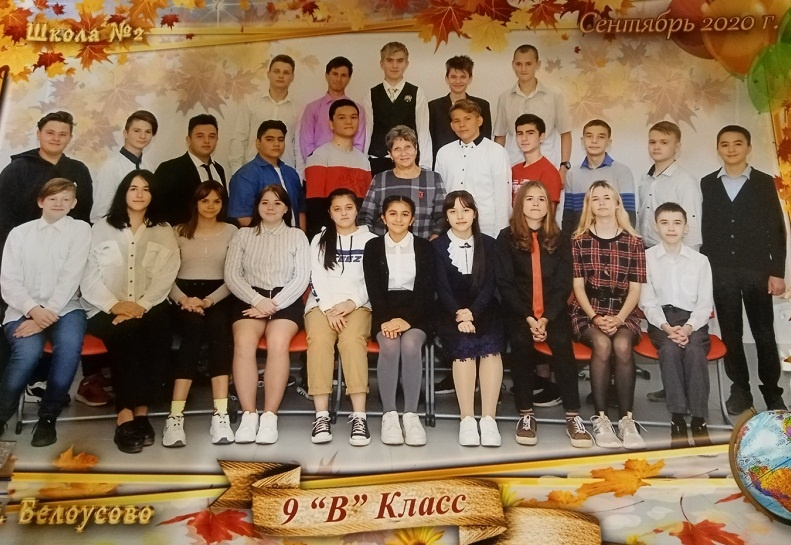 Школа №2
Сентябрь 2020 г.
9 "В" Класс
. Белоусово